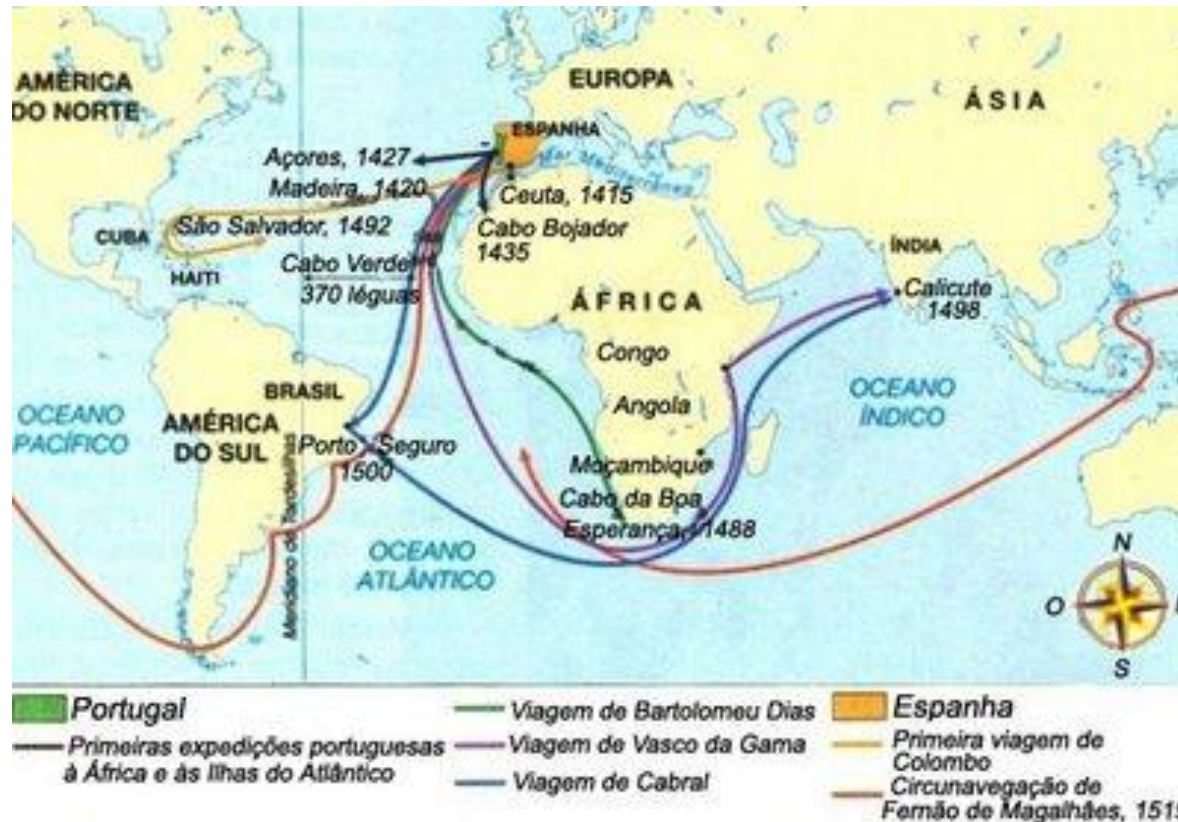 AMÉRICA
DO NORTE
EUROPA
ÁSIA
ESPANHA
Mar Mediterrâneo
Açores, 1427
Madeira, 1420
Ceuta, 1415
São Salvador, 1492
CUBA
Cabo Bojador
1435
HAITI
Cabo Verde
370 léguas
ÍNDIA
Calicute
1498
ÁFRICA
Congo
Angola
BRASIL
OCEANO
PACÍFICO
AMÉRICA
DO SUL
OCEANO
ÍNDICO
Porto Seguro
1500
Meridiano de Tordesilhas
Moçambique
Cabo da Bpa
Esperança, 1488
OCEANO
ATLÂNTICO
N
O
S
Portugal
Primeiras expedições portuguesas
à África e às Ilhas do Atlântico
Viagem de Bartolomeu Dias
Viagem de Vasco da Gama
Viagem de Cabral
Espanha
Primeira viagem de
Colombo
Circunavegação de
Fernão de Magalhães, 1519